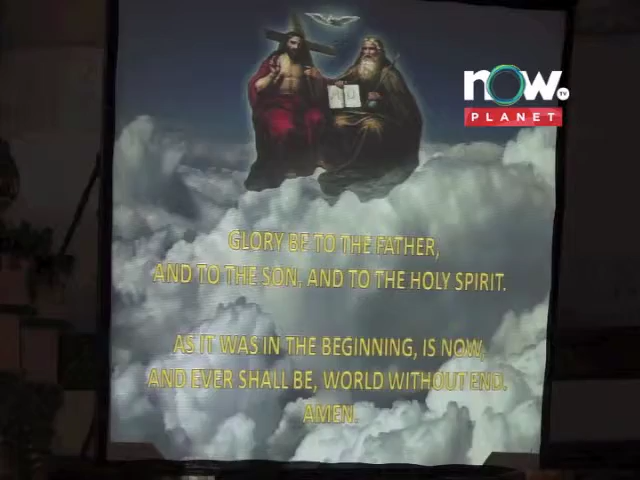 now.
TV
PLANET
GLORY BE TO THE FATHER,
AND TO THE SON, AND TO THE HOLY SPIRIT.
AS IT WAS IN THE BEGINNING, IS NOW,
AND EVER SHALL BE, WORLD WITHOUT END.
AMEN.